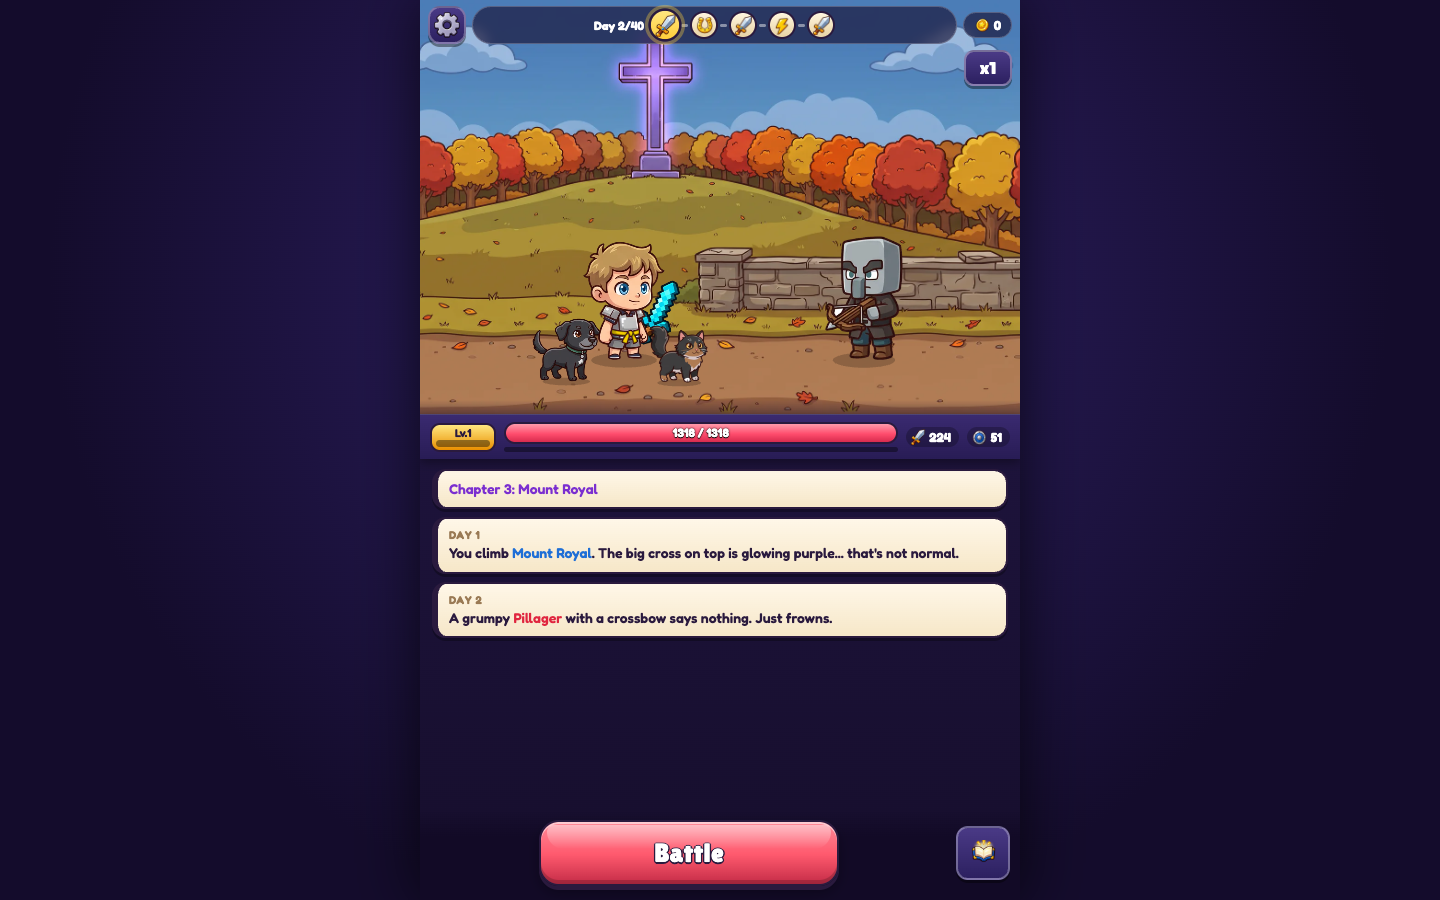 Day 2/40
0
x1
Lv.1
1318 / 1318
224
51
Chapter 3: Mount Royal
DAY 1
You climb Mount Royal. The big cross on top is glowing purple... that's not normal.
DAY 2
A grumpy Pillager with a crossbow says nothing. Just frowns.
Battle